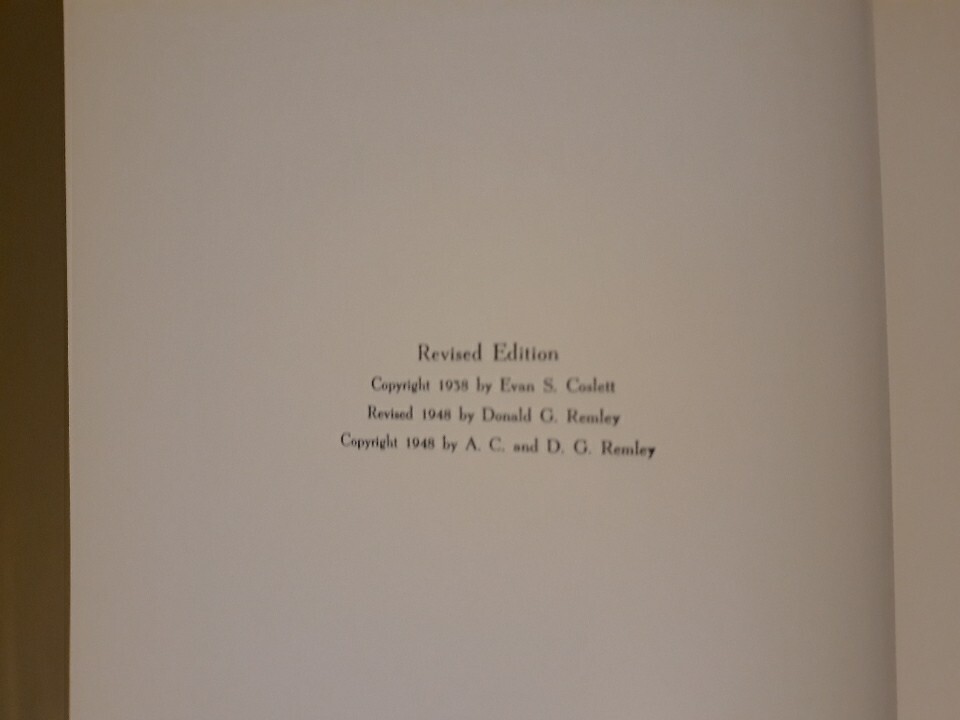 Revised Edition
Copyright 1938 by Evan S. Coslett
Revised 1948 by Donald G. Remley
Copyright 1948 by A. C. and D. G. Remley